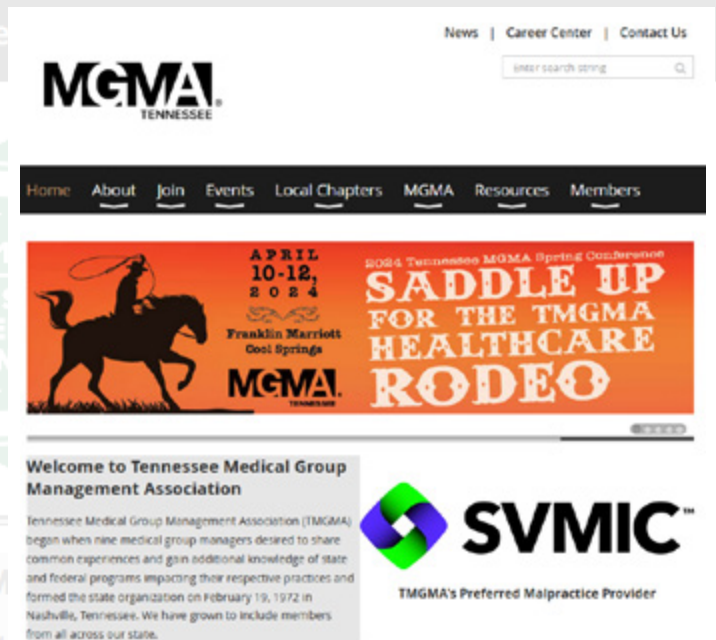 News | Career Center | Contact Us
Enter search string
MGMA®
TENNESSEE
Home About Join Events Local Chapters MGMA Resources Members
APRIL
10-12,
2024
Franklin Marriott
Cool Springs
MGMA.
TENNESSEE
2024 Tennessee MGMA Spring Conference
SADDLE UP
FOR THE TMGMA
HEALTHCARE
RODEO
Welcome to Tennessee Medical Group
Management Association
Tennessee Medical Group Management Association (TMGMA)
began when nine medical group managers desired to share
common experiences and gain additional knowledge of state
and federal programs impacting their respective practices and
formed the state organization on February 19, 1972 in
Nashville, Tennessee. We have grown to include members
from all across our state.
SVMIC™
TMGMA's Preferred Malpractice Provider